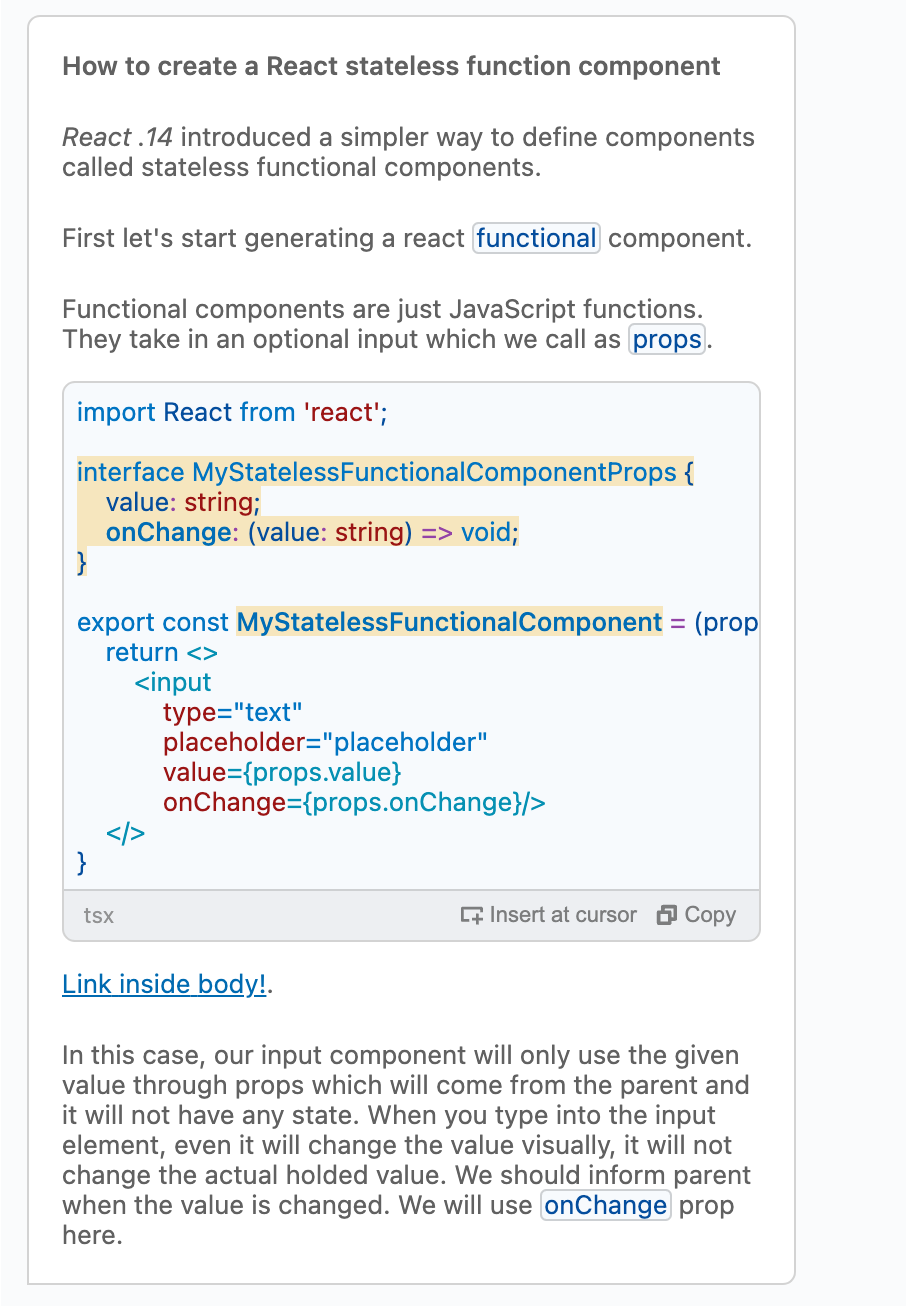 How to create a React stateless function component
React .14 introduced a simpler way to define components
called stateless functional components.
First let's start generating a react functional component.
Functional components are just JavaScript functions.
They take in an optional input which we call as props.
import React from 'react';
interface MyStatelessFunctionalComponentProps {
    value: string;
    onChange: (value: string) => void;
}
export const MyStatelessFunctionalComponent = (prop
    return <>
        <input
            type="text"
            placeholder="placeholder"
            value={props.value}
            onChange={props.onChange}/>
    </>
}
tsx Insert at cursor Copy
Link inside body!.
In this case, our input component will only use the given
value through props which will come from the parent and
it will not have any state. When you type into the input
element, even it will change the value visually, it will not
change the actual holded value. We should inform parent
when the value is changed. We will use onChange prop
here.